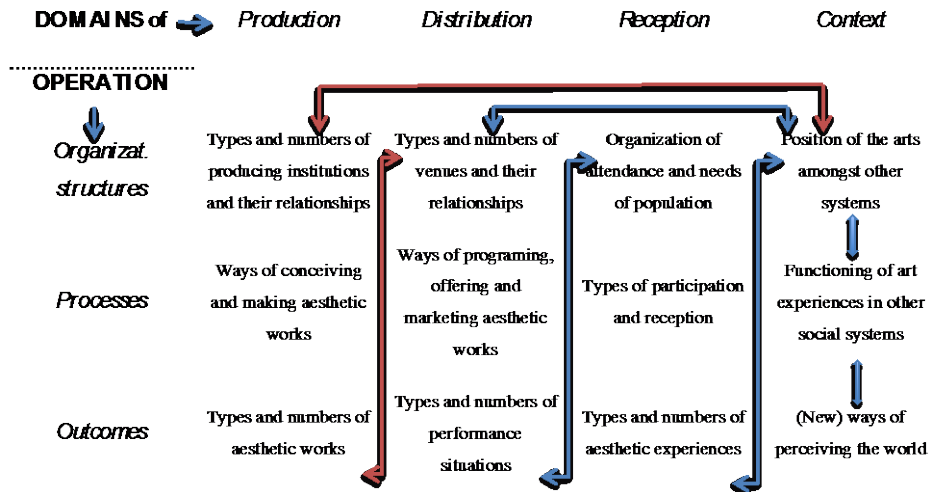 DOMAINS of Production Distribution Reception Context
OPERATION
Organizat.
structures
Types and numbers of
producing institutions
and their relationships
Types and numbers of
venues and their
relationships
Organization of
attendance and needs
of population
Position of the arts
amongst other
systems
Processes
Ways of conceiving
and making aesthetic
works
Ways of programing,
offering and
marketing aesthetic
works
Types of participation
and reception
Functioning of art
experiences in other
social systems
Outcomes
Types and numbers of
aesthetic works
Types and numbers of
performance
situations
Types and numbers of
aesthetic experiences
(New) ways of
perceiving the world